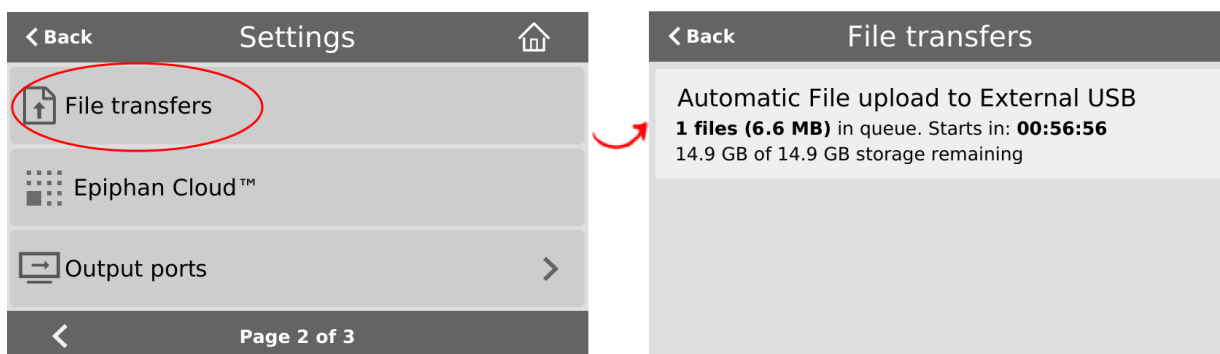 Back Settings
File transfers
Epiphan Cloud™
Output ports
Page 2 of 3
Back File transfers
Automatic File upload to External USB
1 files (6.6 MB) in queue. Starts in: 00:56:56
14.9 GB of 14.9 GB storage remaining